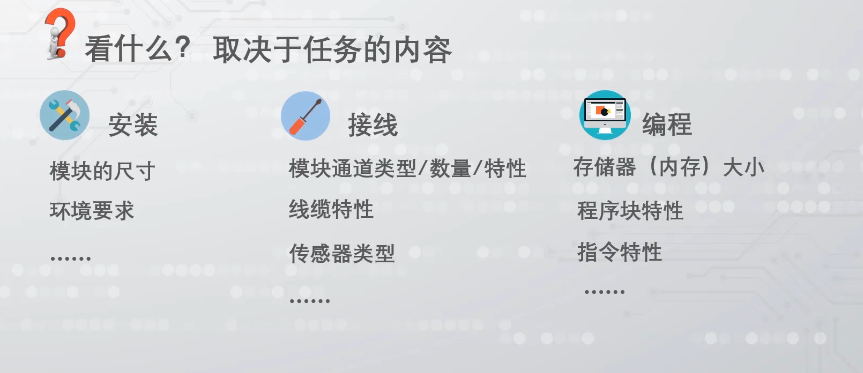 看什么? 取决于任务的内容
安装
模块的尺寸
环境要求
......
接线
模块通道类型/数量/特性
线缆特性
传感器类型
......
编程
存储器（内存）大小
程序块特性
指令特性
......